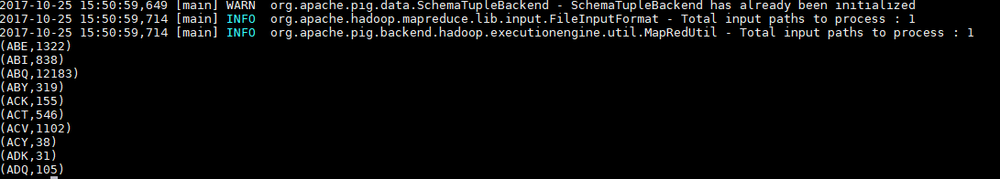 2017-10-25 15:50:59,649 [main] WARN  org.apache.pig.data.SchemaTupleBackend - SchemaTupleBackend has already been initialized
2017-10-25 15:50:59,714 [main] INFO  org.apache.hadoop.mapreduce.lib.input.FileInputFormat - Total input paths to process : 1
2017-10-25 15:50:59,714 [main] INFO  org.apache.pig.backend.hadoop.executionengine.util.MapRedUtil - Total input paths to process : 1
(ABE,1322)
(ABI,838)
(ABQ,12183)
(ABY,319)
(ACK,155)
(ACT,546)
(ACV,1102)
(ACY,38)
(ADK,31)
(ADQ,105)